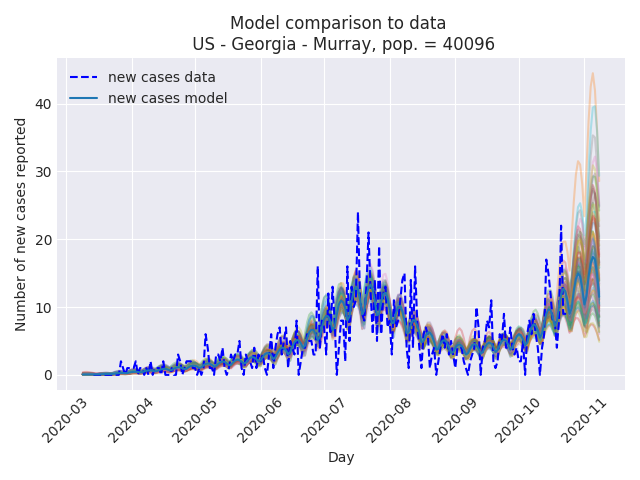 Model comparison to data
US - Georgia - Murray, pop. = 40096
new cases data
new cases model
Number of new cases reported
40
30
20
10
0
2020-03
2020-04
2020-05
2020-06
2020-07
2020-08
2020-09
2020-10
2020-11
Day